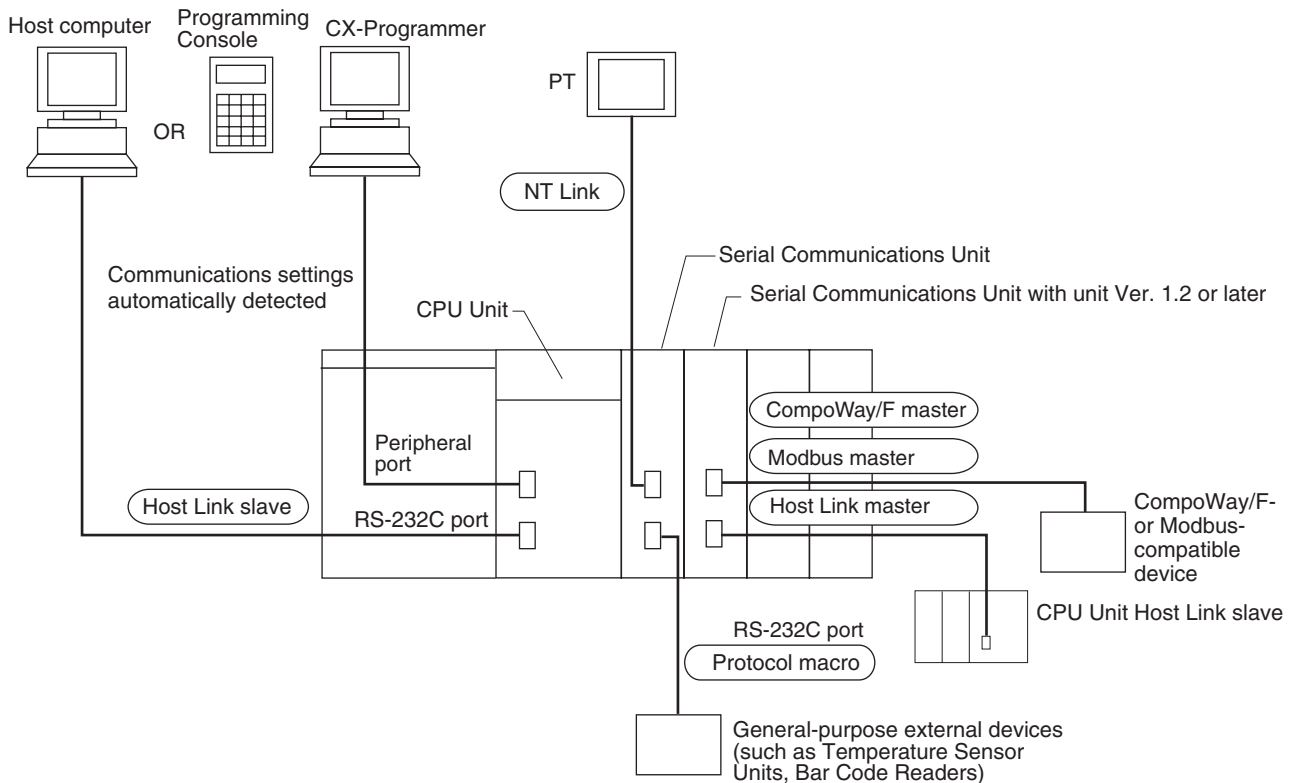 Host computer
Programming
Console
CX-Programmer
OR
PT
NT Link
Communications settings
automatically detected
Serial Communications Unit
Serial Communications Unit with unit Ver. 1.2 or later
CPU Unit
CompoWay/F master
Peripheral
port
Modbus master
Host Link slave
RS-232C port
Host Link master
CompoWay/F-
or Modbus-
compatible
device
CPU Unit Host Link slave
RS-232C port
Protocol macro
General-purpose external devices
(such as Temperature Sensor
Units, Bar Code Readers)